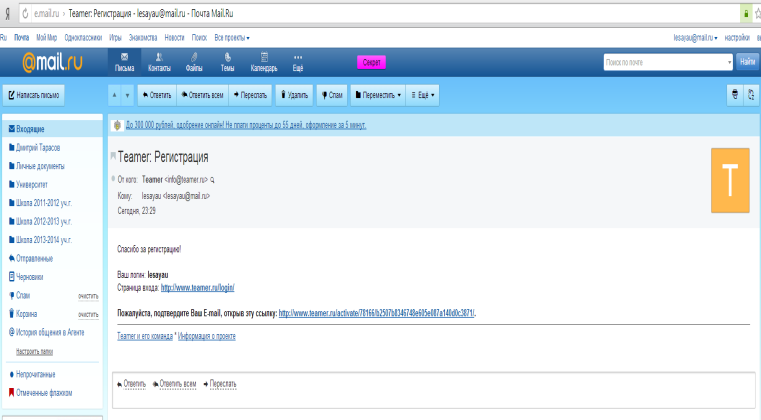 e.mail.ru › Teamer: Регистрация - lesayau@mail.ru - Почта Mail.Ru
Ru Почта Мой Мир Одноклассники Игры Знакомства Новости Поиск Все проекты lesayau@mail.ru настройки
@mail.ru Письма Контакты Файлы Темы Календарь Ещё Секрет Поиск по почте Найти
Написать письмо Ответить Ответить всем Переслать Удалить Спам Переместить Ещё
До 300 000 рублей, одобрение онлайн! Не плати проценты до 55 дней, оформление за 5 минут.
Входящие
Дмитрий Тарасов
Личные документы
Университет
Школа 2011-2012 уч.г.
Школа 2012-2013 уч.г.
Школа 2013-2014 уч.г.
Отправленные
Черновики
Спам очистить
Корзина очистить
История общения в Агенте
Настроить папки
Непрочитанные
Отмеченные флажком
Teamer: Регистрация
От кого: Teamer <info@teamer.ru>
Кому: lesayau <lesayau@mail.ru>
Сегодня, 23:29
T
Спасибо за регистрацию!
Ваш логин: lesayau
Страница входа: http://www.teamer.ru/login/
Пожалуйста, подтвердите Ваш E-mail, открыв эту ссылку: http://www.teamer.ru/activate/78166/b2507b8346748e605e087a140d0c3871/.
Teamer и его команда * Информация о проекте
Ответить Ответить всем Переслать